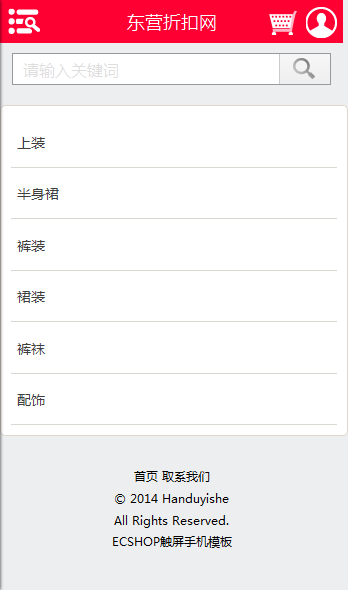 东营折扣网
请输入关键词
上装
半身裙
裤装
裙装
裤袜
配饰
首页 取系我们
© 2014 Handuyishe
All Rights Reserved.
ECSHOP触屏手机模板